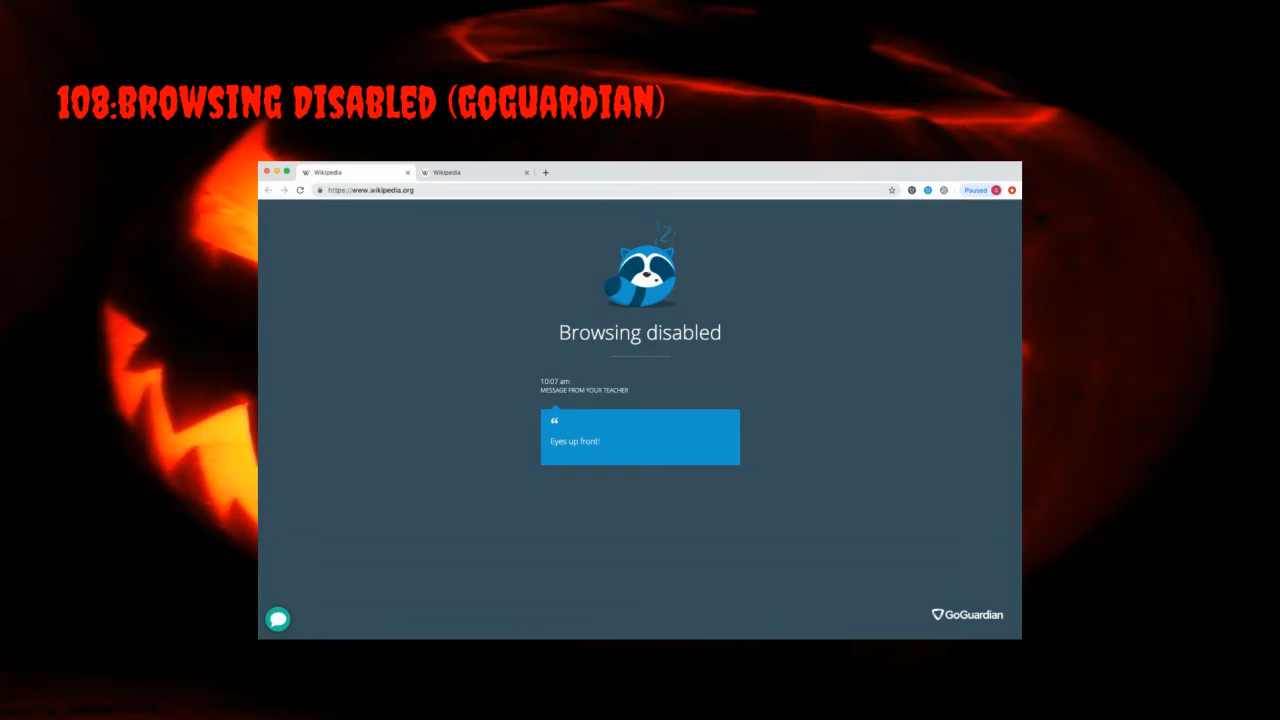 108:BROWSING DISABLED (GOGUARDIAN)
Wikipedia
Wikipedia
https://www.wikipedia.org
Paused
Browsing disabled
10:07 am
MESSAGE FROM YOUR TEACHER
“
Eyes up front!
GoGuardian